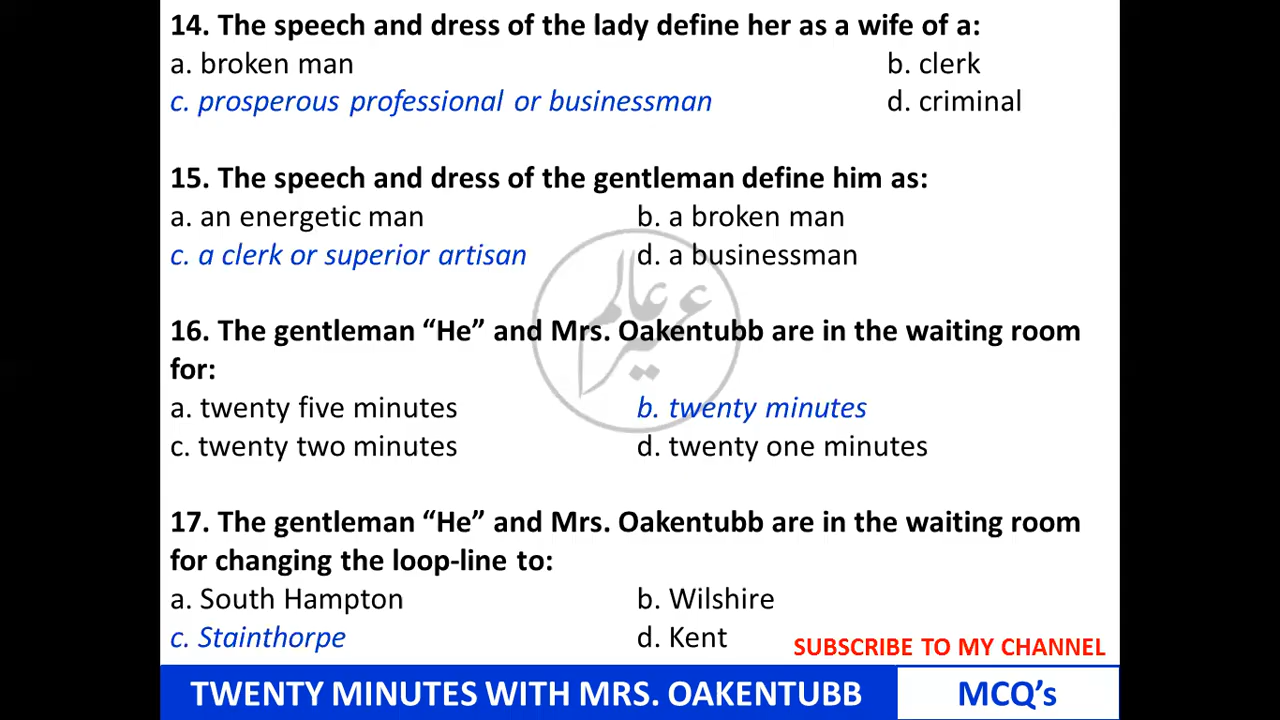 14. The speech and dress of the lady define her as a wife of a:
a. broken man b. clerk
c. prosperous professional or businessman d. criminal
15. The speech and dress of the gentleman define him as:
a. an energetic man b. a broken man
c. a clerk or superior artisan d. a businessman
عمیر عالم
16. The gentleman “He” and Mrs. Oakentubb are in the waiting room
for:
a. twenty five minutes b. twenty minutes
c. twenty two minutes d. twenty one minutes
17. The gentleman “He” and Mrs. Oakentubb are in the waiting room
for changing the loop-line to:
a. South Hampton b. Wilshire
c. Stainthorpe d. Kent
SUBSCRIBE TO MY CHANNEL
TWENTY MINUTES WITH MRS. OAKENTUBB MCQ’s